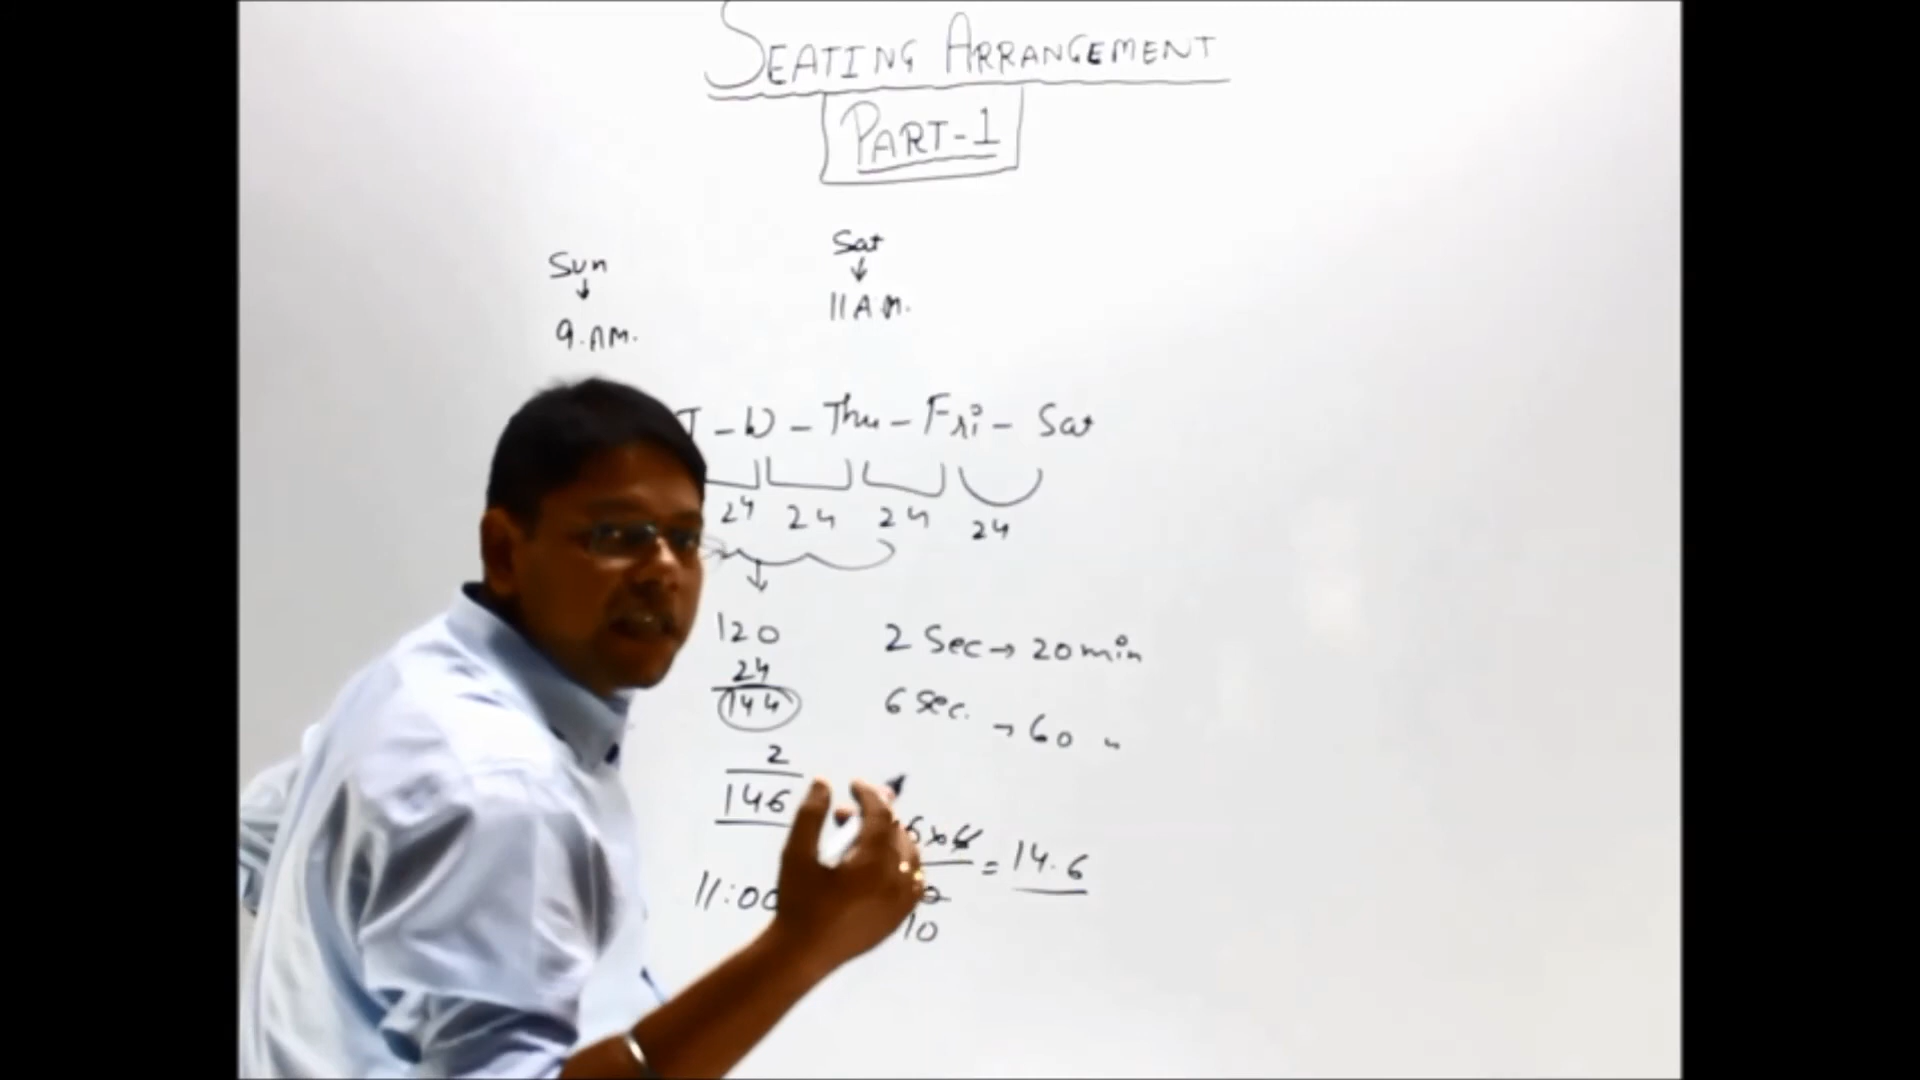 SEATING ARRANGEMENT
PART-1
Sun
↓
9.AM.
Sat
↓
11 A.M.
T - W - Thu - Fri - Sat
24 24 24 24
↓
120
24
144
2
146
11:00
2 Sec → 20 min
6 Sec. → 60 "
6x6 = 14.6
10